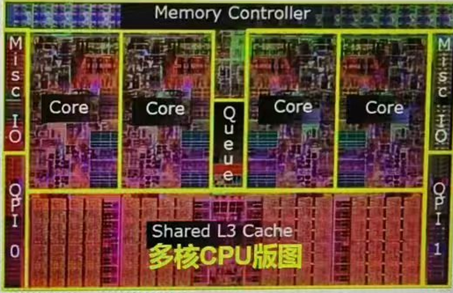 Memory Controller
Misc IO
Core
Core
Queue
Core
Core
Misc IO
QPI 0
QPI 1
Shared L3 Cache
多核CPU版图